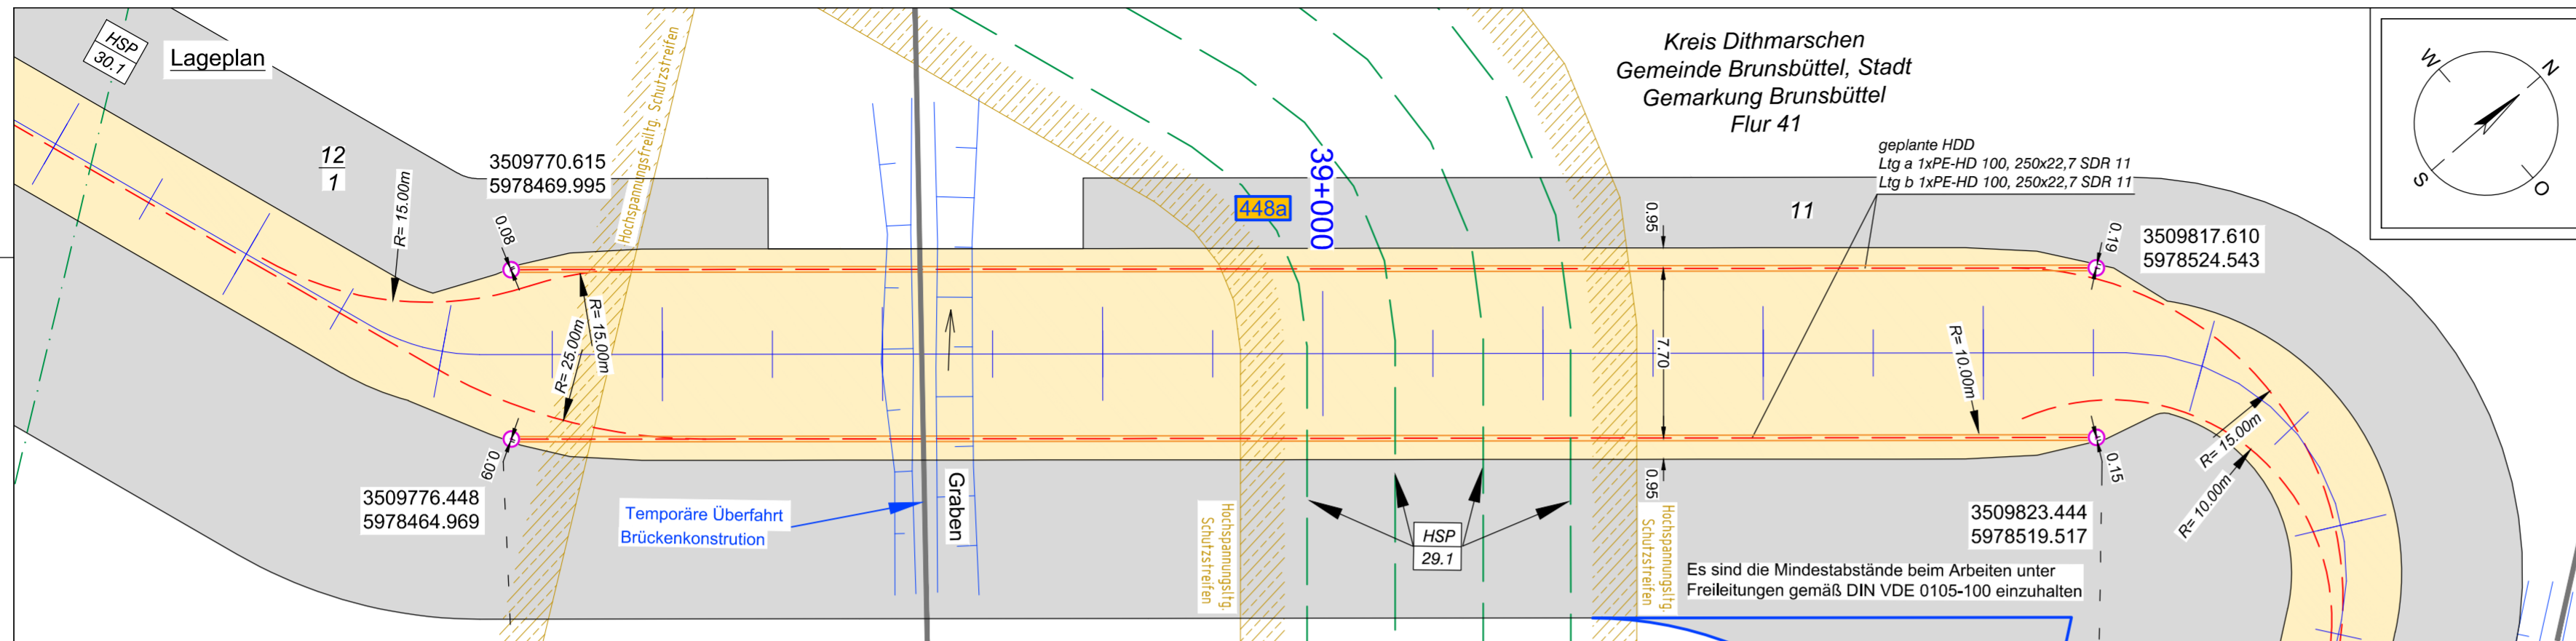 HSP
30.1
Lageplan
12
1
3509770.615
5978469.995
0.08
R= 15.00m
Hochspannungsfreiltg. Schutzstreifen
R= 25.00m
R= 15.00m
0.09
3509776.448
5978464.969
Temporäre Überfahrt
Brückenkonstrution
Graben
448a
39+000
Kreis Dithmarschen
Gemeinde Brunsbüttel, Stadt
Gemarkung Brunsbüttel
Flur 41
geplante HDD
Ltg a 1xPE-HD 100, 250x22,7 SDR 11
Ltg b 1xPE-HD 100, 250x22,7 SDR 11
11
0.95
7.70
0.95
Hochspannungsltg.
Schutzstreifen
HSP
29.1
Hochspannungsltg.
Schutzstreifen
R= 10.00m
0.19
3509817.610
5978524.543
R= 15.00m
R= 10.00m
0.15
3509823.444
5978519.517
Es sind die Mindestabstände beim Arbeiten unter
Freileitungen gemäß DIN VDE 0105-100 einzuhalten
W
N
S
O